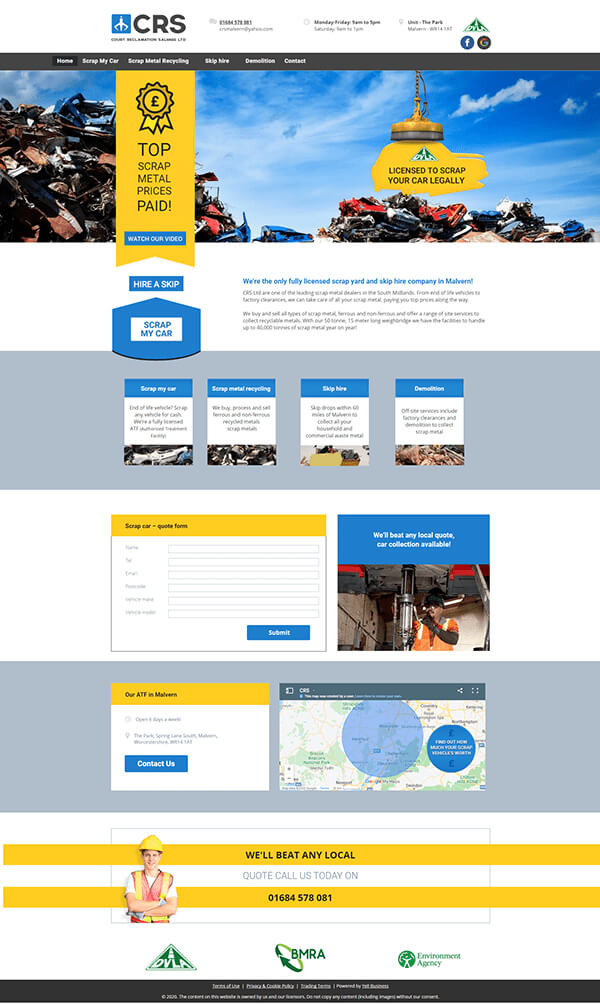 CRS
COURT RECLAMATION SALVAGE LTD
01684 578 081
crsmalvern@yahoo.com
Monday-Friday: 9am to 5pm
Saturday: 9am to 1pm
Unit - The Park
Malvern - WR14 1AT
DVLA
f G
Home Scrap My Car Scrap Metal Recycling Skip hire Demolition Contact
£
TOP
SCRAP
METAL
PRICES
PAID!
WATCH OUR VIDEO
DVLA
LICENSED TO SCRAP
YOUR CAR LEGALLY
HIRE A SKIP
SCRAP
MY CAR
We're the only fully licensed scrap yard and skip hire company in Malvern!
CRS Ltd are one of the leading scrap metal dealers in the South Midlands. From end of life vehicles to
factory clearances, we can take care of all your scrap metal, paying you top prices along the way.
We buy and sell all types of scrap metal, ferrous and non-ferrous and offer a range of site services to
collect recyclable metals. With our 50 tonne, 15 meter long weighbridge we have the facilities to handle
up to 40,000 tonnes of scrap metal year on year!
Scrap my car
End of life vehicle? Scrap
any vehicle for cash.
We're a fully licensed
ATF (Authorised Treatment
Facility)
Scrap metal recycling
We buy, process and sell
ferrous and non-ferrous
recycled metals
scrap metals
Skip hire
Skip drops within 60
miles of Malvern to
collect all your
household and
commercial waste metal
Demolition
Off site services include
factory clearances and
demolition to collect
scrap metal
Scrap car – quote form
Name
Tel
Email
Postcode
Vehicle make
Vehicle model
Submit
We'll beat any local quote,
car collection available!
Our ATF in Malvern
Open 6 days a week!
The Park, Spring Lane South, Malvern,
Worcestershire, WR14 1AT
Contact Us
CRS
This map was created by a user. Learn how to create your own.
Coventry
Northampton
Brecon
Beacons
National Park
Swindon
Newport
Google My Maps
Terms
FIND OUT HOW
MUCH YOUR SCRAP
VEHICLE'S WORTH
£
WE'LL BEAT ANY LOCAL
QUOTE CALL US TODAY ON
01684 578 081
DVLA
BMRA
Environment
Agency
Terms of Use | Privacy & Cookie Policy | Trading Terms | Powered by Yell Business
© 2020. The content on this website is owned by us and our licensors. Do not copy any content (including images) without our consent.